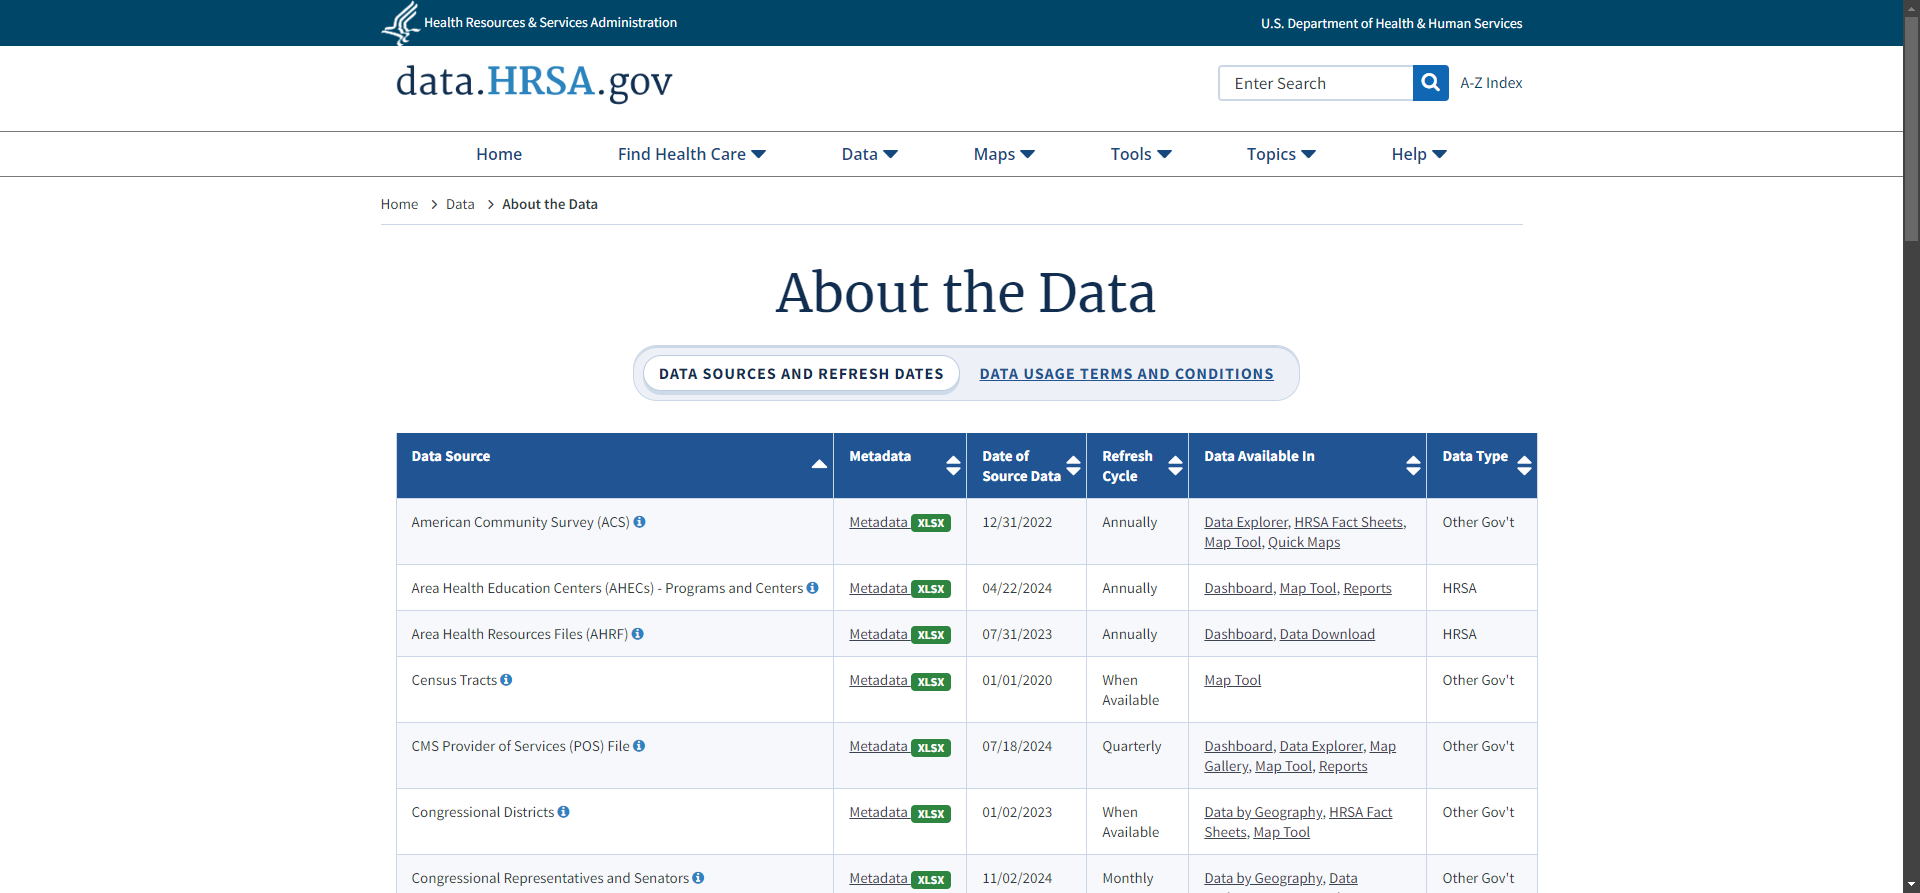 Health Resources & Services Administration
U.S. Department of Health & Human Services
data.HRSA.gov
Enter Search
A-Z Index
Home
Find Health Care
Data
Maps
Tools
Topics
Help
Home > Data > About the Data
About the Data
DATA SOURCES AND REFRESH DATES
DATA USAGE TERMS AND CONDITIONS
Data Source
Metadata
Date of
Source Data
Refresh
Cycle
Data Available In
Data Type
American Community Survey (ACS)
Metadata XLSX
12/31/2022
Annually
Data Explorer, HRSA Fact Sheets,
Map Tool, Quick Maps
Other Gov't
Area Health Education Centers (AHECs) - Programs and Centers
Metadata XLSX
04/22/2024
Annually
Dashboard, Map Tool, Reports
HRSA
Area Health Resources Files (AHRF)
Metadata XLSX
07/31/2023
Annually
Dashboard, Data Download
HRSA
Census Tracts
Metadata XLSX
01/01/2020
When
Available
Map Tool
Other Gov't
CMS Provider of Services (POS) File
Metadata XLSX
07/18/2024
Quarterly
Dashboard, Data Explorer, Map
Gallery, Map Tool, Reports
Other Gov't
Congressional Districts
Metadata XLSX
01/02/2023
When
Available
Data by Geography, HRSA Fact
Sheets, Map Tool
Other Gov't
Congressional Representatives and Senators
Metadata XLSX
11/02/2024
Monthly
Data by Geography, Data
Other Gov't